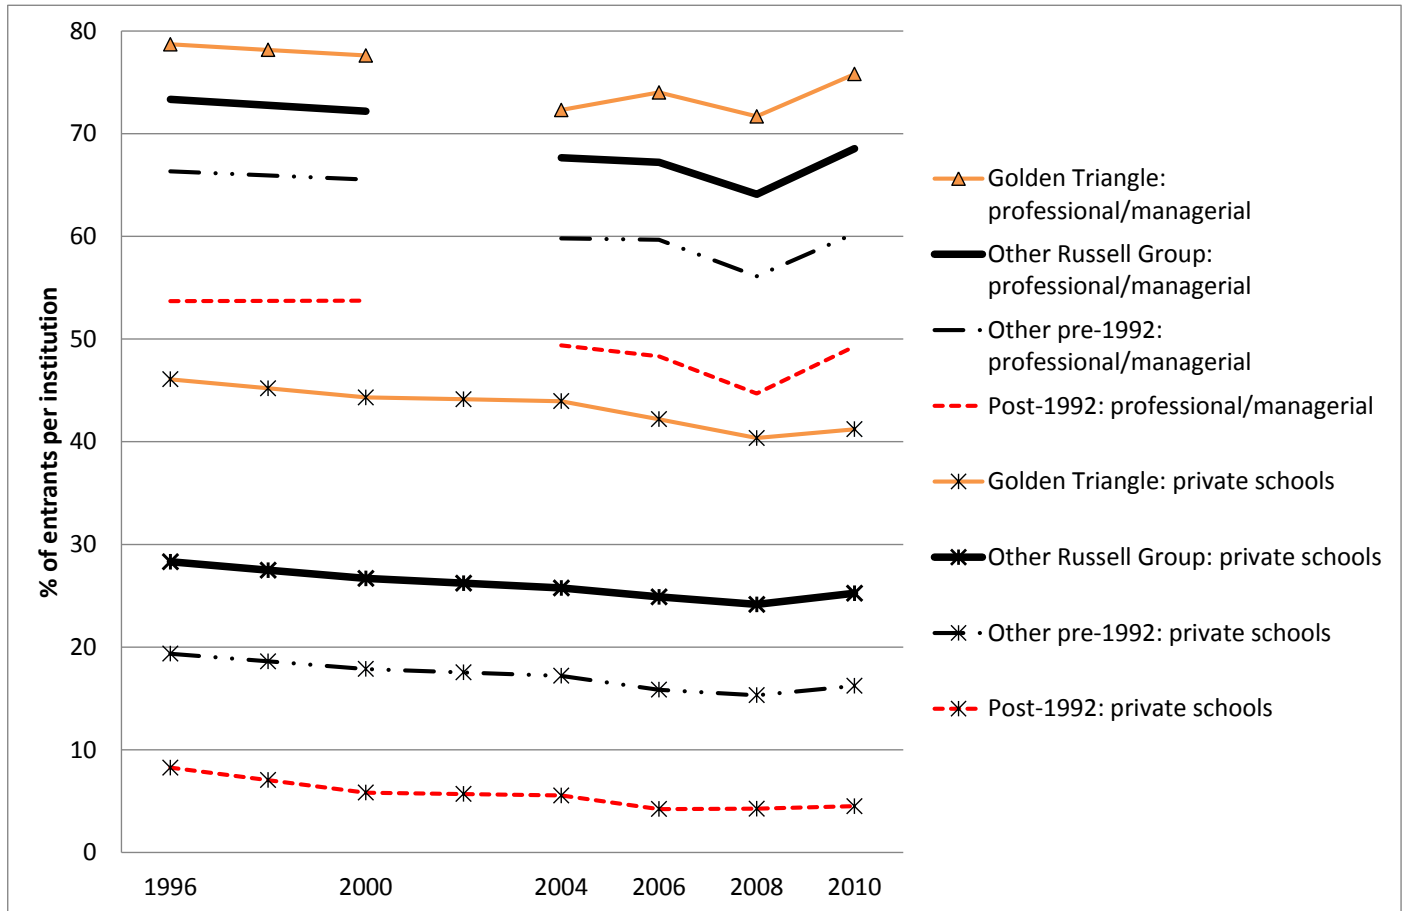 80
70
60
50
40
30
20
10
0
% of entrants per institution
1996
2000
2004
2006
2008
2010
Golden Triangle:
professional/managerial
Other Russell Group:
professional/managerial
Other pre-1992:
professional/managerial
Post-1992: professional/managerial
Golden Triangle: private schools
Other Russell Group: private schools
Other pre-1992: private schools
Post-1992: private schools